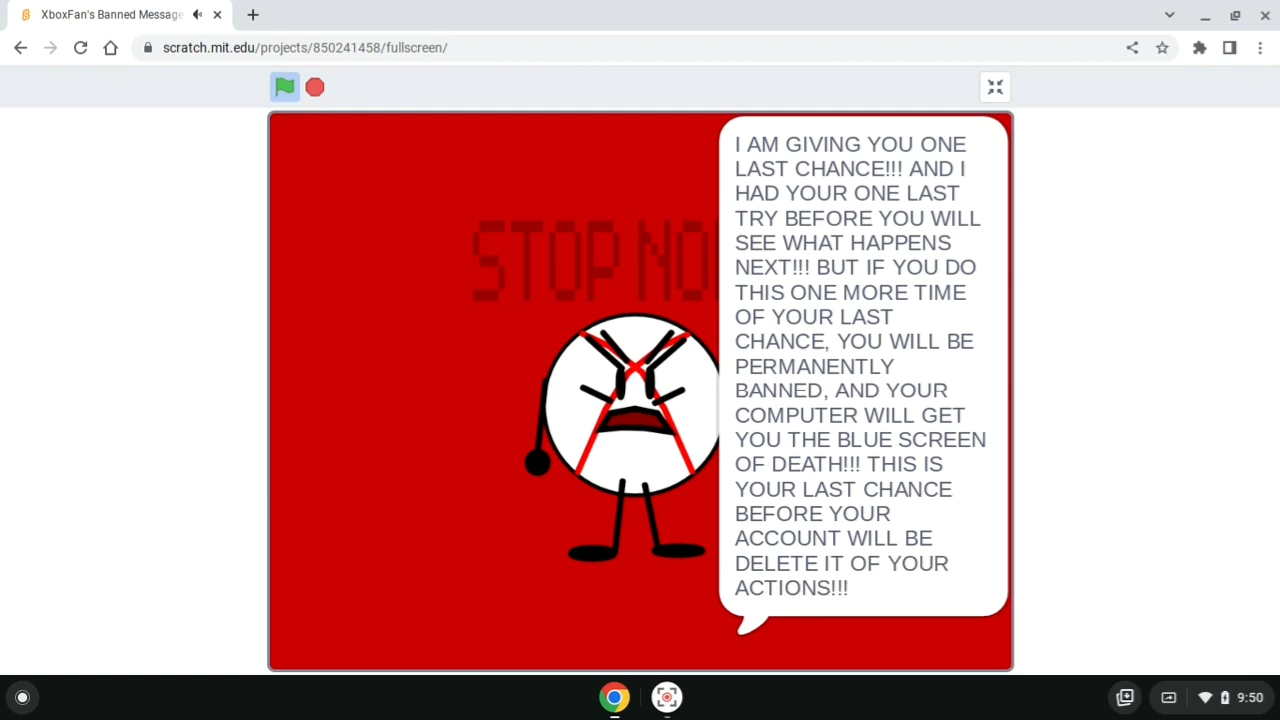 XboxFan's Banned Message
scratch.mit.edu/projects/850241458/fullscreen/
I AM GIVING YOU ONE
LAST CHANCE!!! AND I
HAD YOUR ONE LAST
TRY BEFORE YOU WILL
SEE WHAT HAPPENS
NEXT!!! BUT IF YOU DO
THIS ONE MORE TIME
OF YOUR LAST
CHANCE, YOU WILL BE
PERMANENTLY
BANNED, AND YOUR
COMPUTER WILL GET
YOU THE BLUE SCREEN
OF DEATH!!! THIS IS
YOUR LAST CHANCE
BEFORE YOUR
ACCOUNT WILL BE
DELETE IT OF YOUR
ACTIONS!!!
STOP NO
9:50